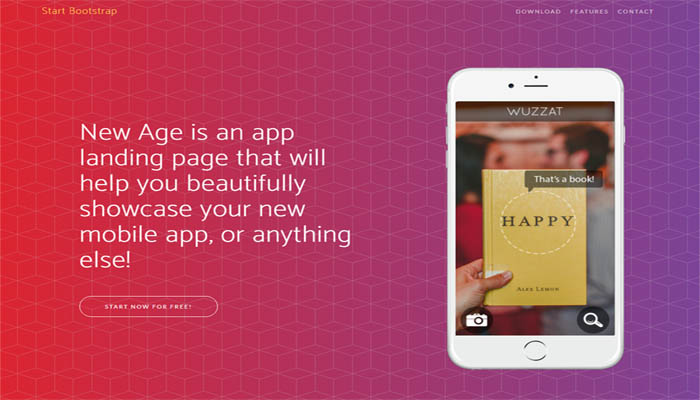 Start Bootstrap
DOWNLOAD FEATURES CONTACT
New Age is an app
landing page that will
help you beautifully
showcase your new
mobile app, or anything
else!
START NOW FOR FREE!
WUZZAT
That's a book!
HAPPY
ALEX LEMON